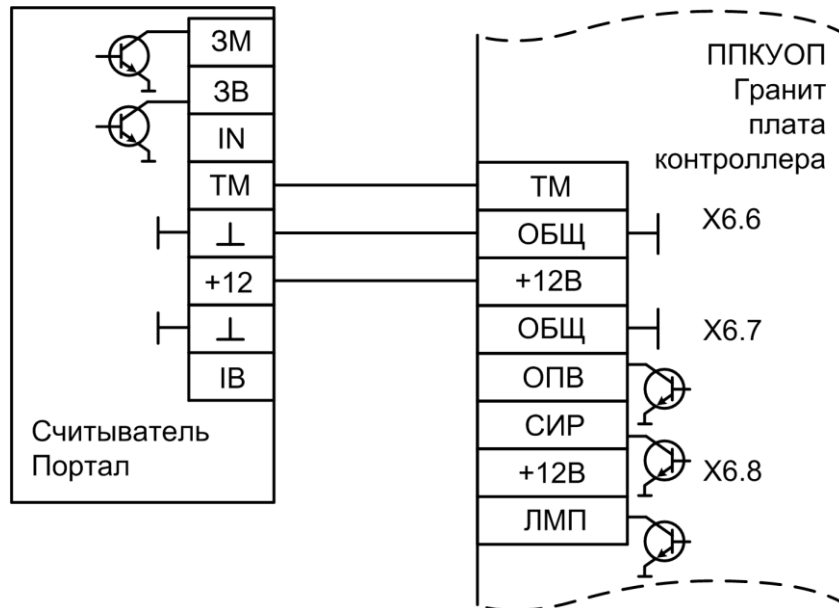 ЗМ
ЗВ
IN
ТМ
⊥
+12
⊥
IB
Считыватель
Портал
ППКУОП
Гранит
плата
контроллера
ТМ
ОБЩ
+12В
ОБЩ
ОПВ
СИР
+12В
ЛМП
X6.6
X6.7
X6.8